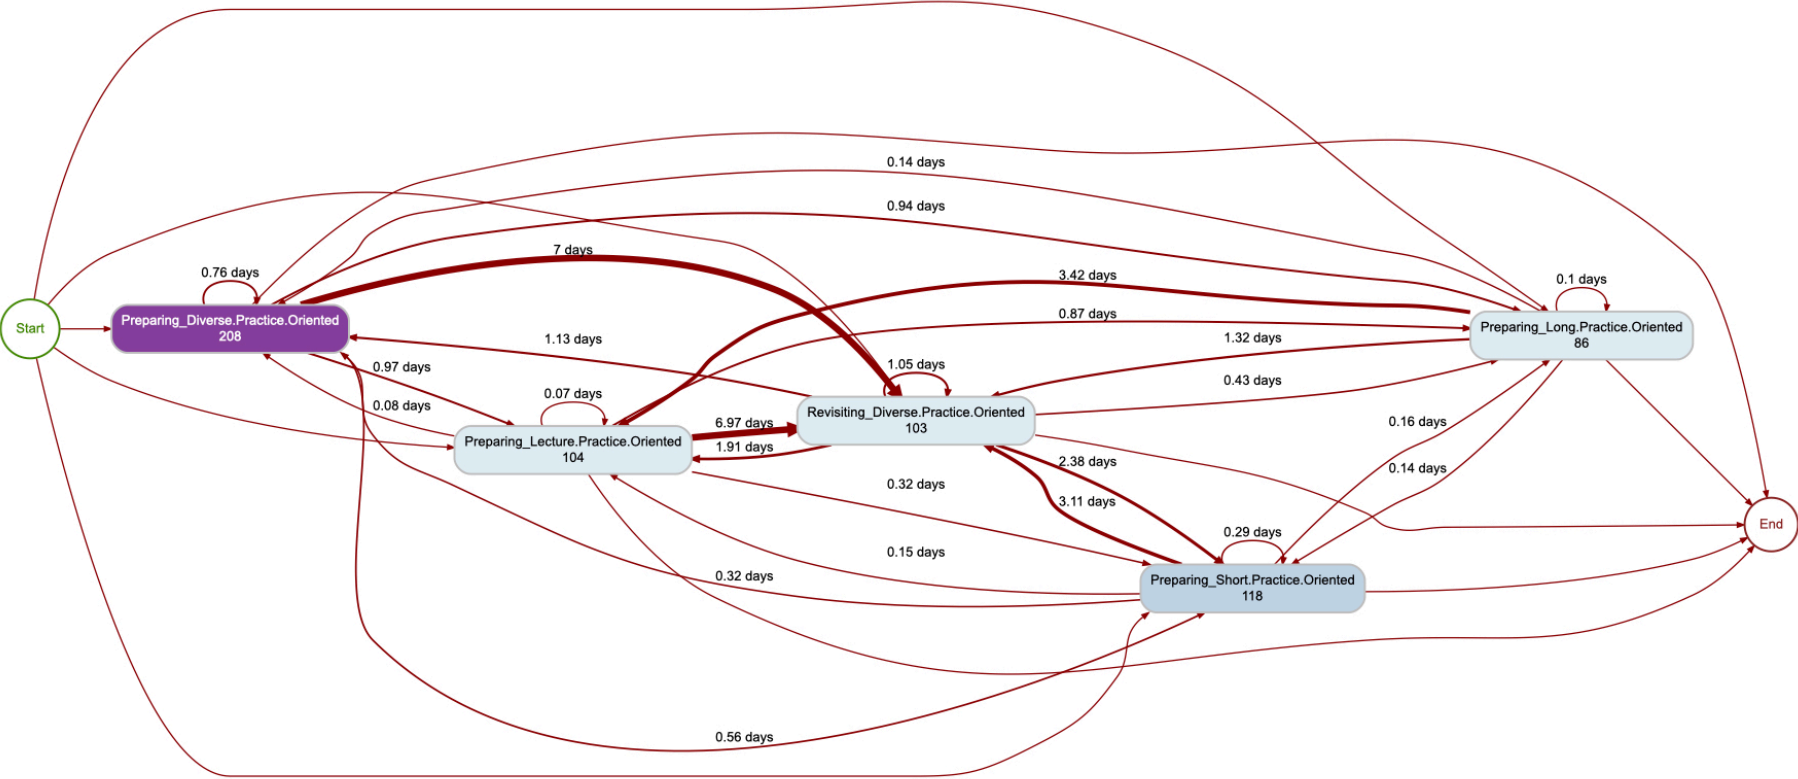 0.14 days
0.94 days
7 days
0.76 days
3.42 days
0.1 days
Start
Preparing_Diverse.Practice.Oriented
208
0.87 days
Preparing_Long.Practice.Oriented
86
1.13 days
1.32 days
0.97 days
1.05 days
0.43 days
0.07 days
0.08 days
Revisiting_Diverse.Practice.Oriented
103
6.97 days
0.16 days
Preparing_Lecture.Practice.Oriented
104
1.91 days
2.38 days
0.14 days
0.32 days
3.11 days
End
0.29 days
0.15 days
0.32 days
Preparing_Short.Practice.Oriented
118
0.56 days